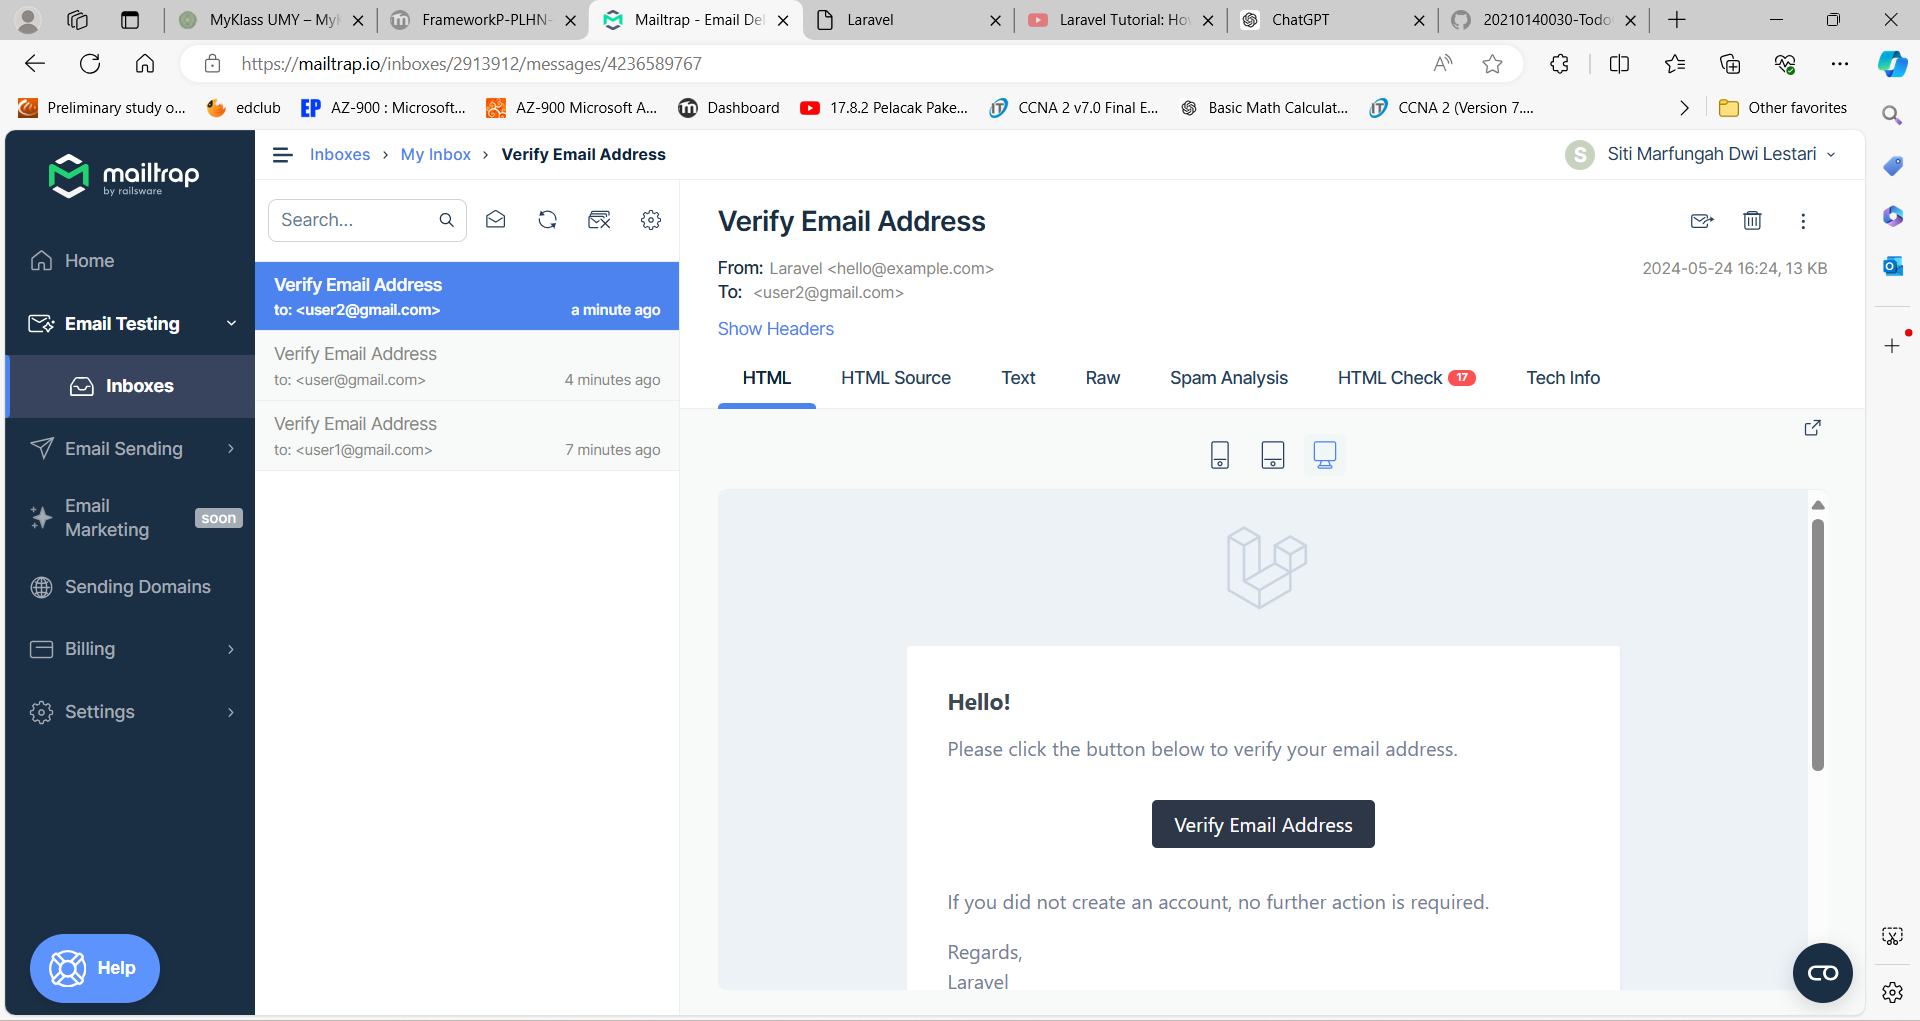 MyKlass UMY – My
FrameworkP-PLHN-
Mailtrap - Email Del
Laravel
Laravel Tutorial: Ho
ChatGPT
20210140030-Todo
https://mailtrap.io/inboxes/2913912/messages/4236589767
Preliminary study o...
edclub
EP AZ-900 : Microsoft...
AZ-900 Microsoft A...
Dashboard
17.8.2 Pelacak Pake...
CCNA 2 v7.0 Final E...
Basic Math Calculat...
CCNA 2 (Version 7....
Other favorites
mailtrap
by railsware
Inboxes › My Inbox › Verify Email Address
S Siti Marfungah Dwi Lestari
Home
Email Testing
Inboxes
Email Sending
Email
Marketing
soon
Sending Domains
Billing
Settings
Help
Search...
Verify Email Address
to: <user2@gmail.com> a minute ago
Verify Email Address
to: <user@gmail.com> 4 minutes ago
Verify Email Address
to: <user1@gmail.com> 7 minutes ago
Verify Email Address
From: Laravel <hello@example.com>
2024-05-24 16:24, 13 KB
To: <user2@gmail.com>
Show Headers
HTML HTML Source Text Raw Spam Analysis HTML Check 17 Tech Info
Hello!
Please click the button below to verify your email address.
Verify Email Address
If you did not create an account, no further action is required.
Regards,
Laravel